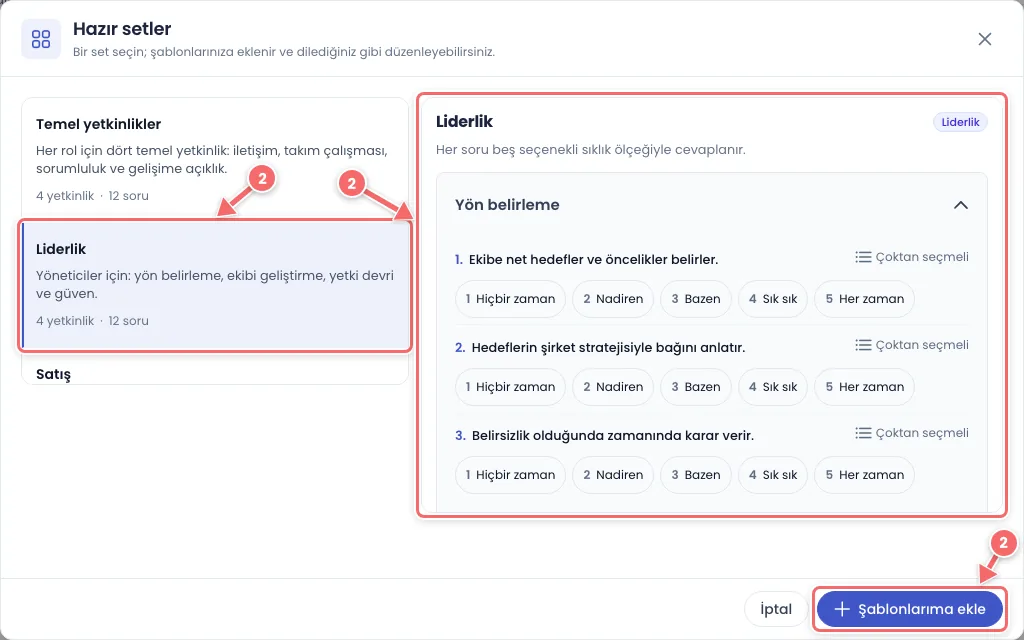 Hazır setler
Bir set seçin; şablonlarınıza eklenir ve dilediğiniz gibi düzenleyebilirsiniz.
Temel yetkinlikler
Her rol için dört temel yetkinlik: iletişim, takım çalışması,
sorumluluk ve gelişime açıklık.
4 yetkinlik · 12 soru
2
Liderlik
Yöneticiler için: yön belirleme, ekibi geliştirme, yetki devri
ve güven.
4 yetkinlik · 12 soru
Satış
2
Liderlik
Liderlik
Her soru beş seçenekli sıklık ölçeğiyle cevaplanır.
Yön belirleme
1. Ekibe net hedefler ve öncelikler belirler.
Çoktan seçmeli
1 Hiçbir zaman 2 Nadiren 3 Bazen 4 Sık sık 5 Her zaman
2. Hedeflerin şirket stratejisiyle bağını anlatır.
Çoktan seçmeli
1 Hiçbir zaman 2 Nadiren 3 Bazen 4 Sık sık 5 Her zaman
3. Belirsizlik olduğunda zamanında karar verir.
Çoktan seçmeli
1 Hiçbir zaman 2 Nadiren 3 Bazen 4 Sık sık 5 Her zaman
2
İptal
Şablonlarıma ekle